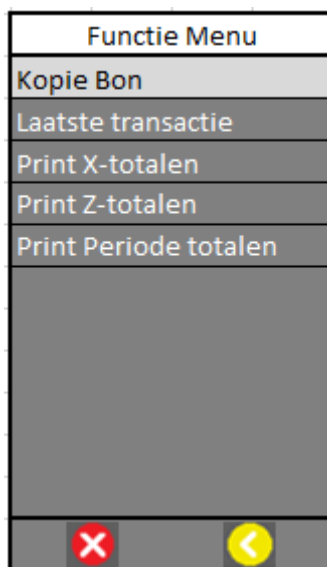 Functie Menu
Kopie Bon
Laatste transactie
Print X-totalen
Print Z-totalen
Print Periode totalen